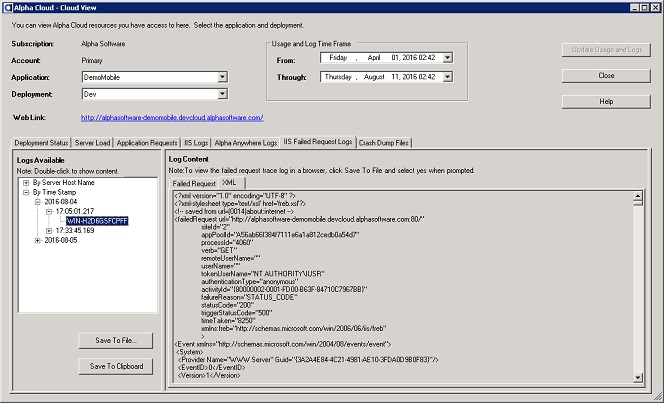 Alpha Cloud - Cloud View
You can view Alpha Cloud resources you have access to here. Select the application and deployment.
Subscription: Alpha Software
Account: Primary
Application: DemoMobile
Deployment: Dev
Web Link: http://alphasoftware-demomobile.devcloud.alphasoftware.com/
Usage and Log Time Frame
From: Friday , April 01, 2016 02:42
Through: Thursday , August 11, 2016 02:42
Update Usage and Logs
Close
Help
Deployment Status Server Load Application Requests IIS Logs Alpha Anywhere Logs IIS Failed Request Logs Crash Dump Files
Logs Available
Note: Double-click to show content.
By Server Host Name
By Time Stamp
2016-08-04
17:05:01.217
WIN-H2D6GSFCPFF
17:33:45.169
2016-08-05
Save To File...
Save To Clipboard
Log Content
Note:To view the failed request trace log in a browser, click Save To File and select yes when prompted.
Failed Request XML
<?xml version="1.0" encoding="UTF-8" ?>
<?xml-stylesheet type='text/xsl' href='freb.xsl'?>
<!-- saved from url=(0014)about:internet -->
<failedRequest url="http://alphasoftware-demomobile.devcloud.alphasoftware.com:80/"
siteId="2"
appPoolId="A56ab66f384f7111e6a1a812cedb0a54d7"
processId="4060"
verb="GET"
remoteUserName=""
userName=""
tokenUserName="NT AUTHORITY\IUSR"
authenticationType="anonymous"
activityId="{80000002-0001-FD00-B63F-84710C7967BB}"
failureReason="STATUS_CODE"
statusCode="200"
triggerStatusCode="500"
timeTaken="8250"
xmlns:freb="http://schemas.microsoft.com/win/2006/06/iis/freb"
>
<Event xmlns="http://schemas.microsoft.com/win/2004/08/events/event">
<System>
<Provider Name="WWW Server" Guid="{3A2A4E84-4C21-4981-AE10-3FDA0D9B0F83}"/>
<EventID>0</EventID>
<Version>1</Version>